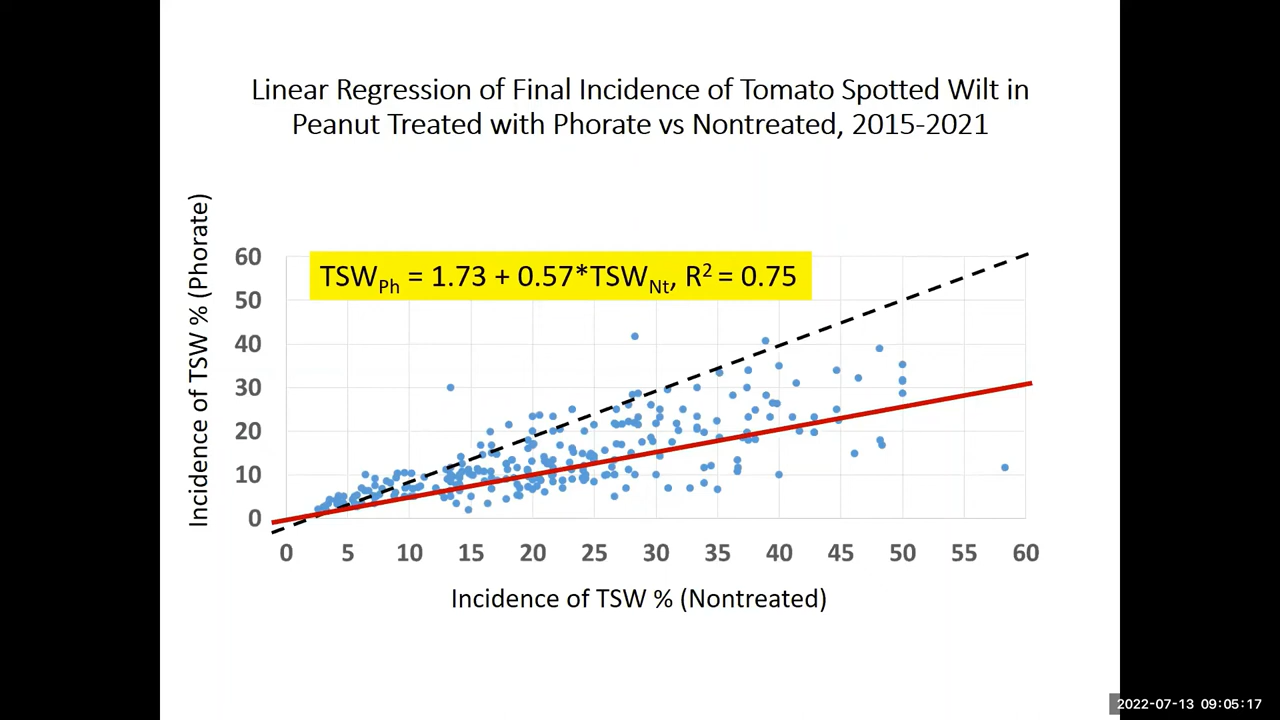 Linear Regression of Final Incidence of Tomato Spotted Wilt in
Peanut Treated with Phorate vs Nontreated, 2015-2021
Incidence of TSW % (Phorate)
TSWPh = 1.73 + 0.57*TSWNt, R2 = 0.75
60
50
40
30
20
10
0
0 5 10 15 20 25 30 35 40 45 50 55 60
Incidence of TSW % (Nontreated)
2022-07-13 09:05:17